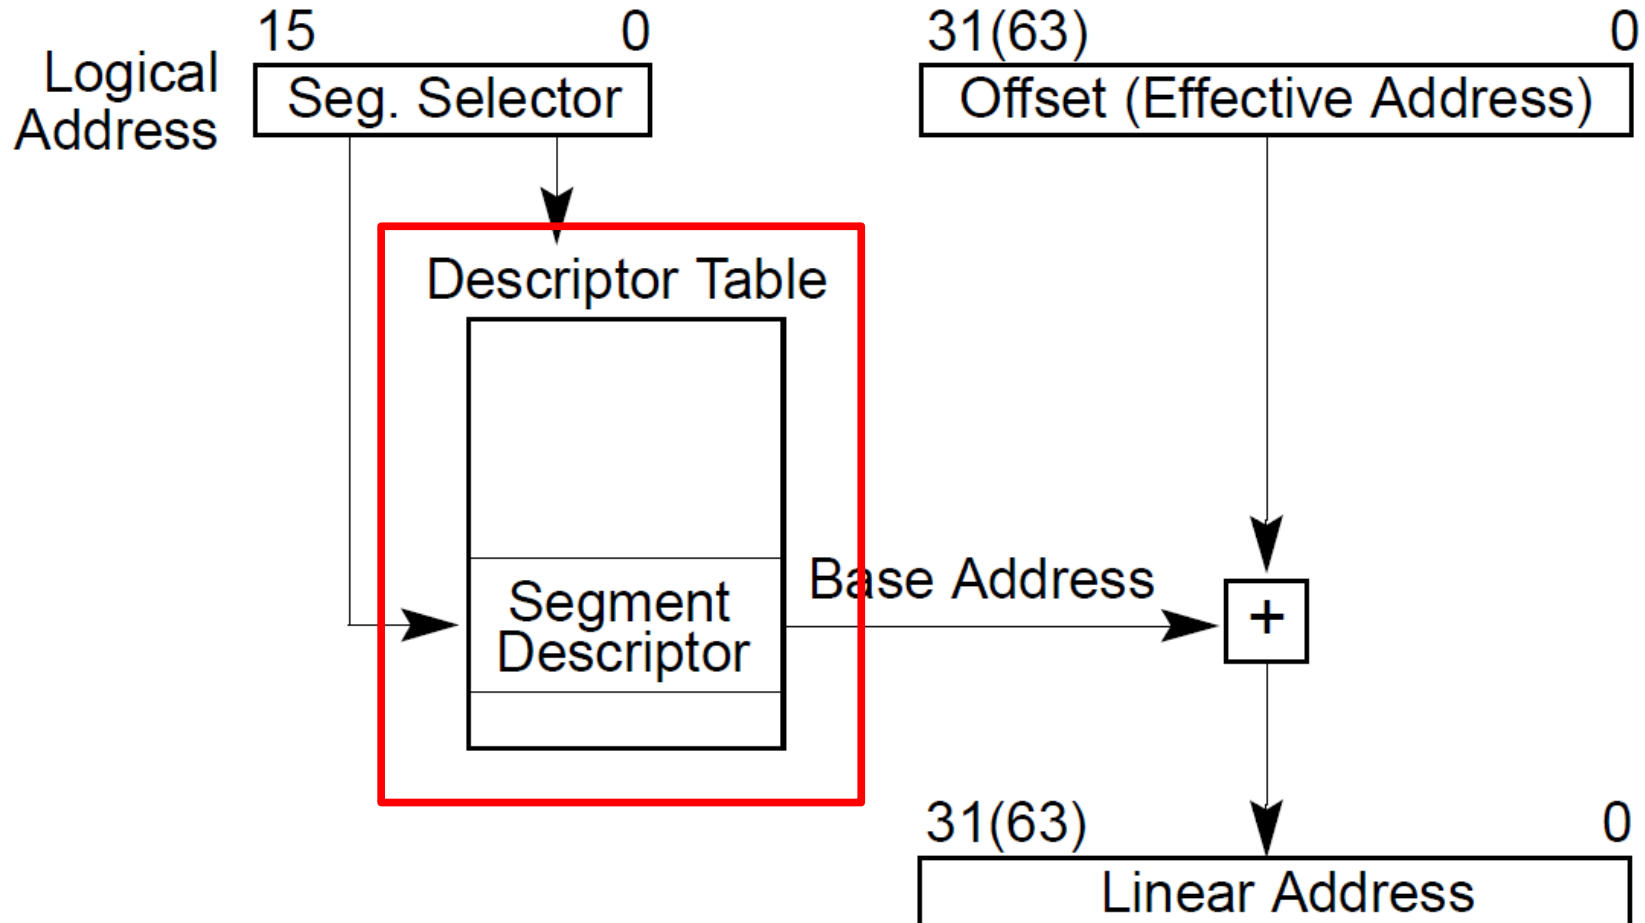 15 0
31(63) 0
Logical
Address
Seg. Selector
Offset (Effective Address)
Descriptor Table
Base Address
Segment
Descriptor
+
31(63) 0
Linear Address